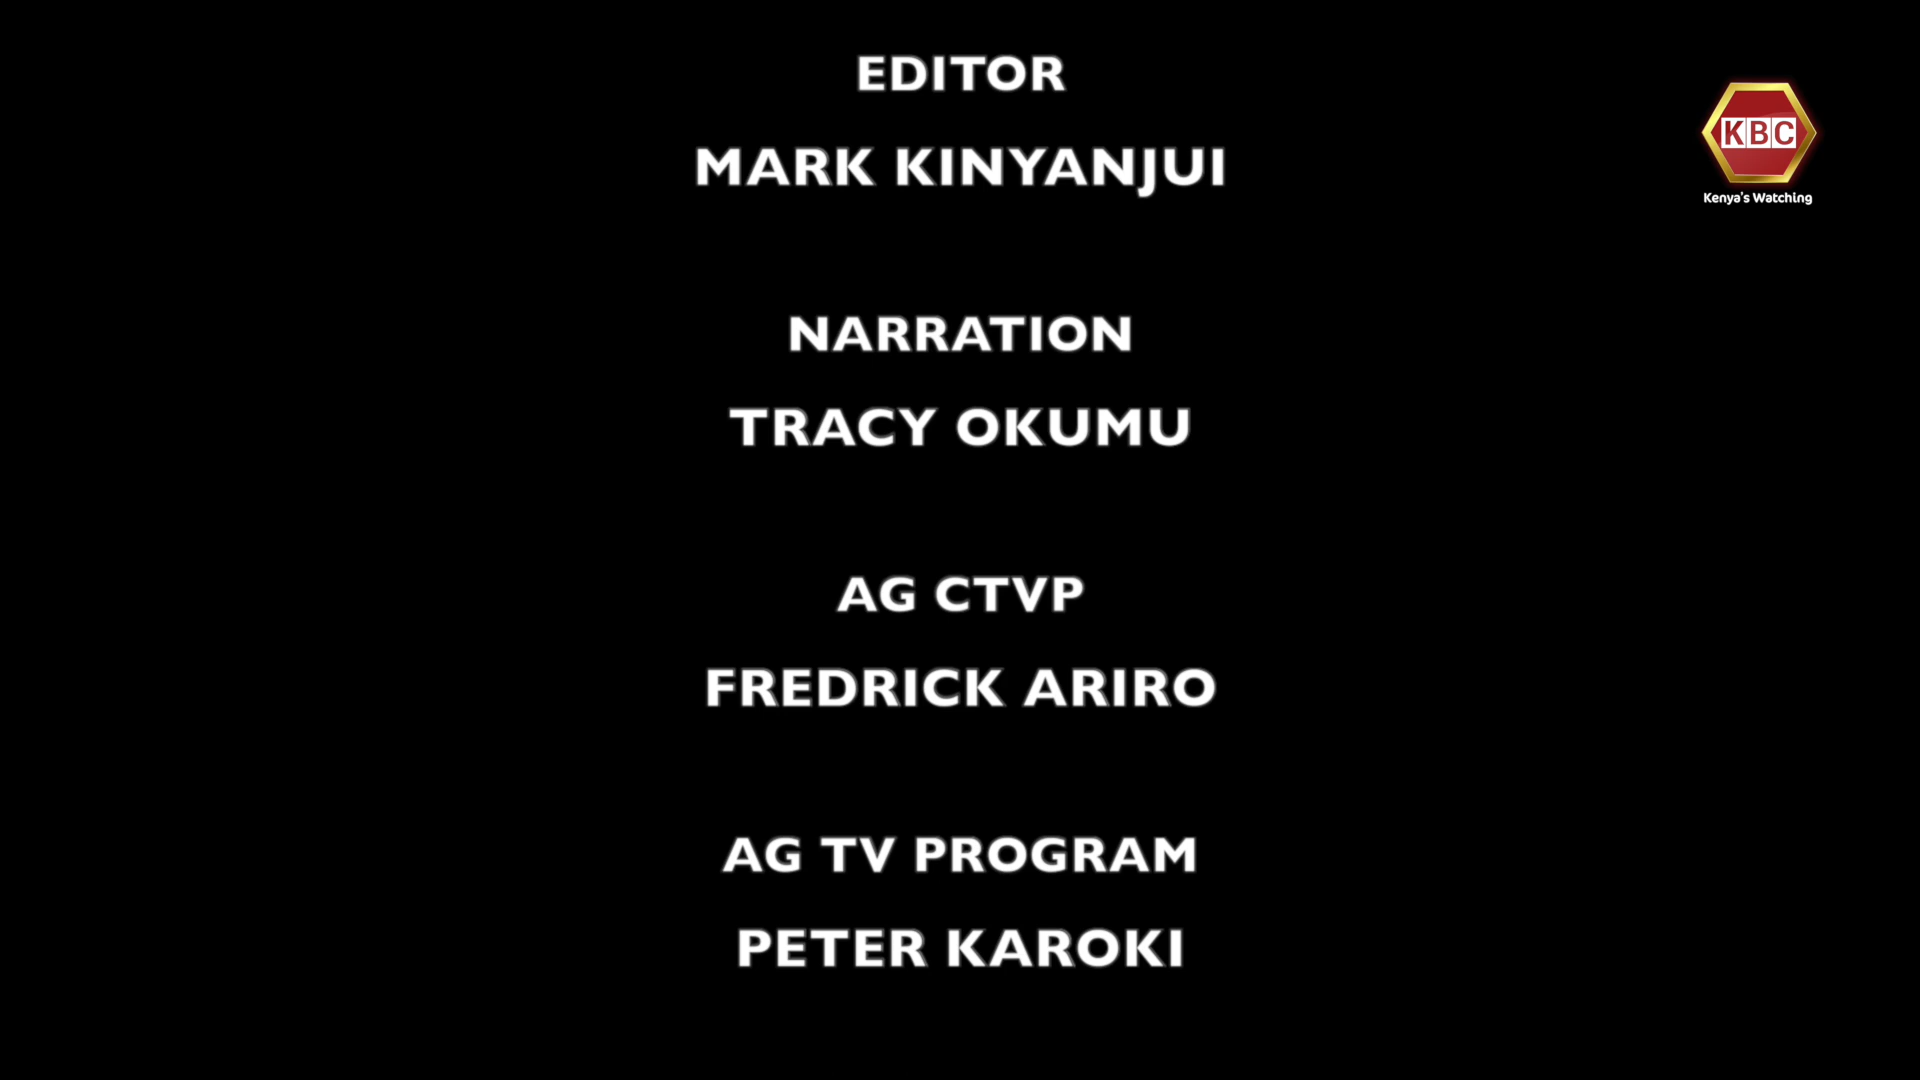 EDITOR
MARK KINYANJUI
KBC
Kenya's Watching
NARRATION
TRACY OKUMU
AG CTVP
FREDRICK ARIRO
AG TV PROGRAM
PETER KAROKI